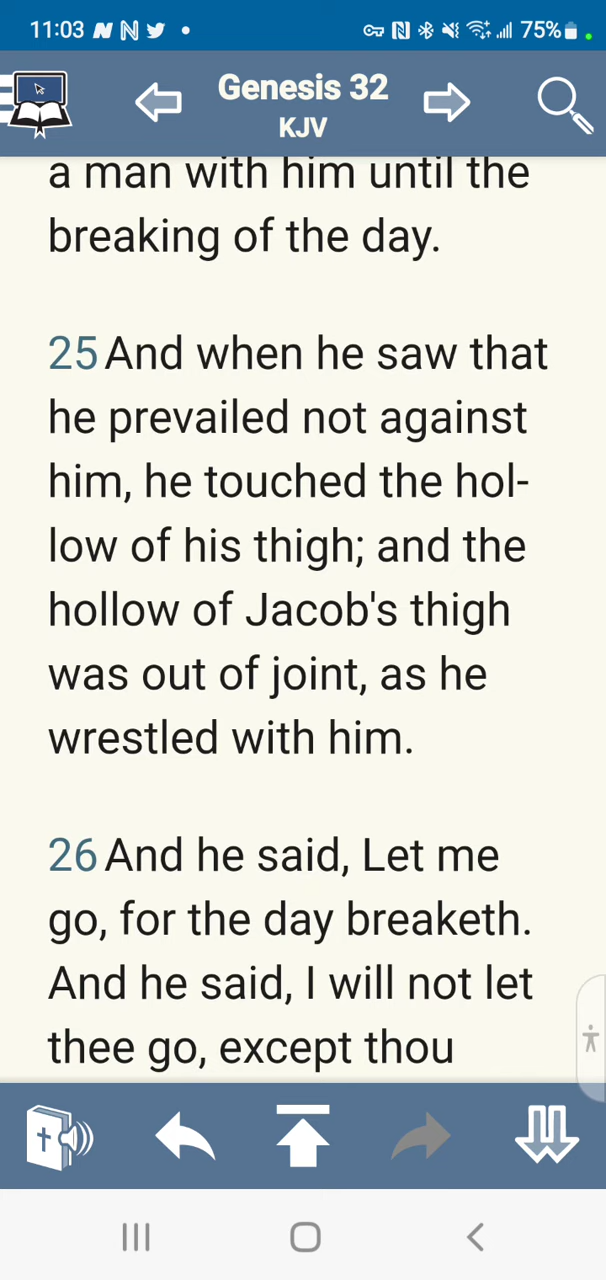 11:03 75%
Genesis 32
KJV
a man with him until the
breaking of the day.
25 And when he saw that
he prevailed not against
him, he touched the hol-
low of his thigh; and the
hollow of Jacob's thigh
was out of joint, as he
wrestled with him.
26 And he said, Let me
go, for the day breaketh.
And he said, I will not let
thee go, except thou